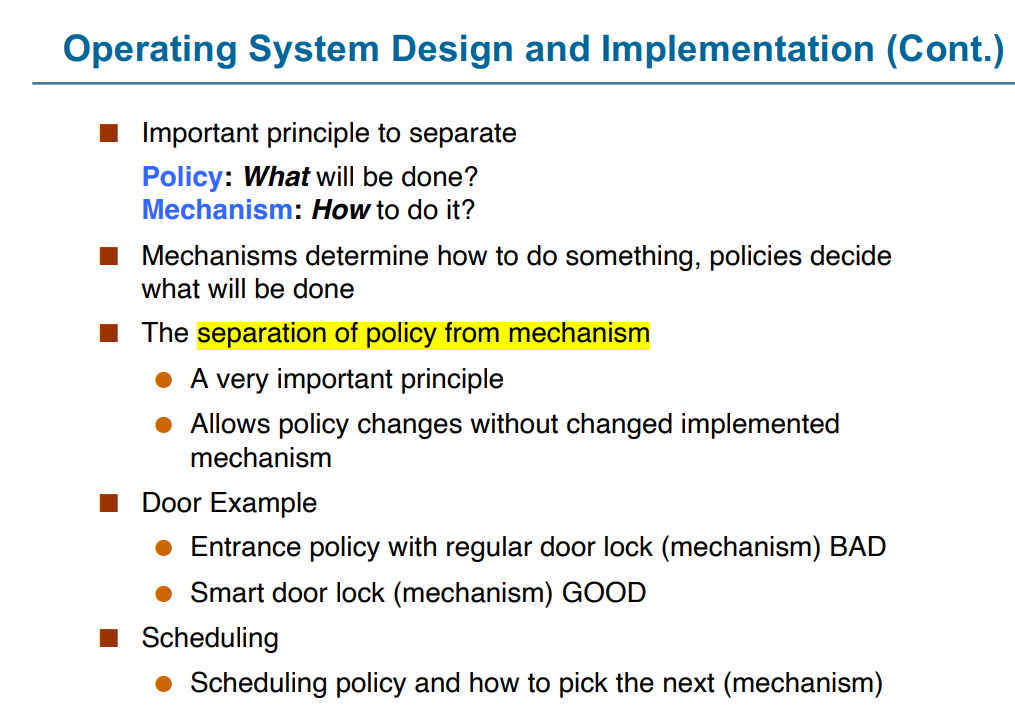 Operating System Design and Implementation (Cont.)
Important principle to separate
Policy: What will be done?
Mechanism: How to do it?
Mechanisms determine how to do something, policies decide
what will be done
The separation of policy from mechanism
A very important principle
Allows policy changes without changed implemented
mechanism
Door Example
Entrance policy with regular door lock (mechanism) BAD
Smart door lock (mechanism) GOOD
Scheduling
Scheduling policy and how to pick the next (mechanism)